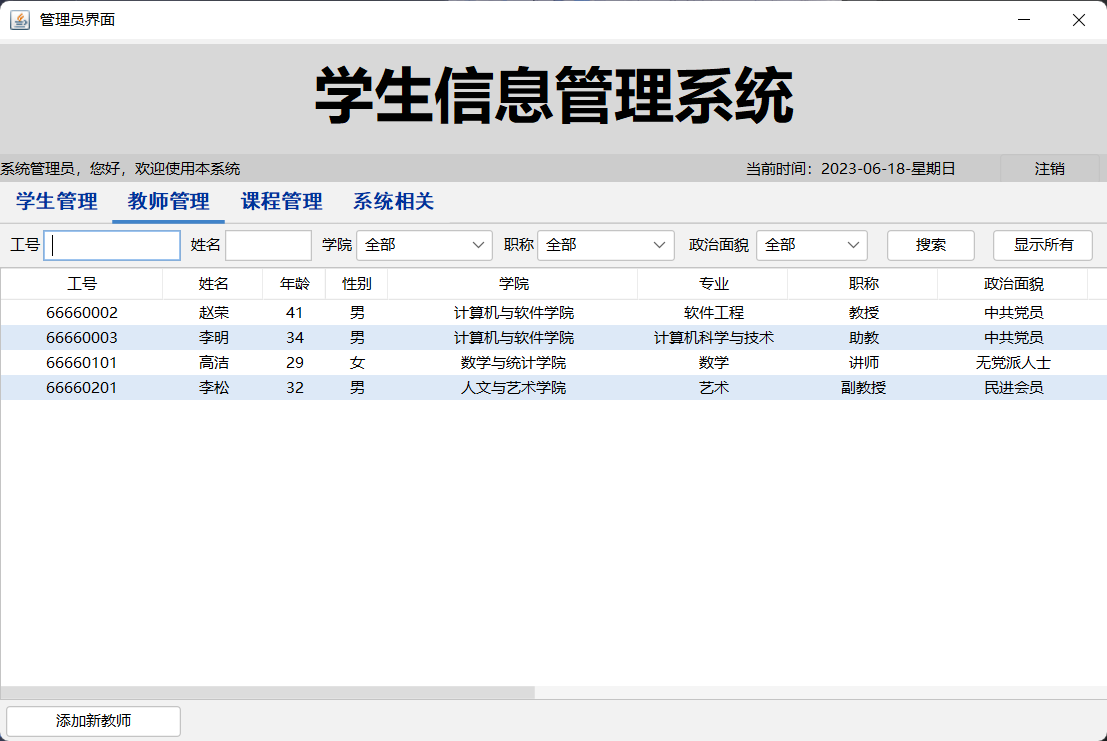 管理员界面
学生信息管理系统
系统管理员，您好，欢迎使用本系统 当前时间：2023-06-18-星期日 注销
学生管理 教师管理 课程管理 系统相关
工号 姓名 学院 全部 职称 全部 政治面貌 全部 搜索 显示所有
工号 姓名 年龄 性别 学院 专业 职称 政治面貌
66660002 赵荣 41 男 计算机与软件学院 软件工程 教授 中共党员
66660003 李明 34 男 计算机与软件学院 计算机科学与技术 助教 中共党员
66660101 高洁 29 女 数学与统计学院 数学 讲师 无党派人士
66660201 李松 32 男 人文与艺术学院 艺术 副教授 民进会员
添加新教师